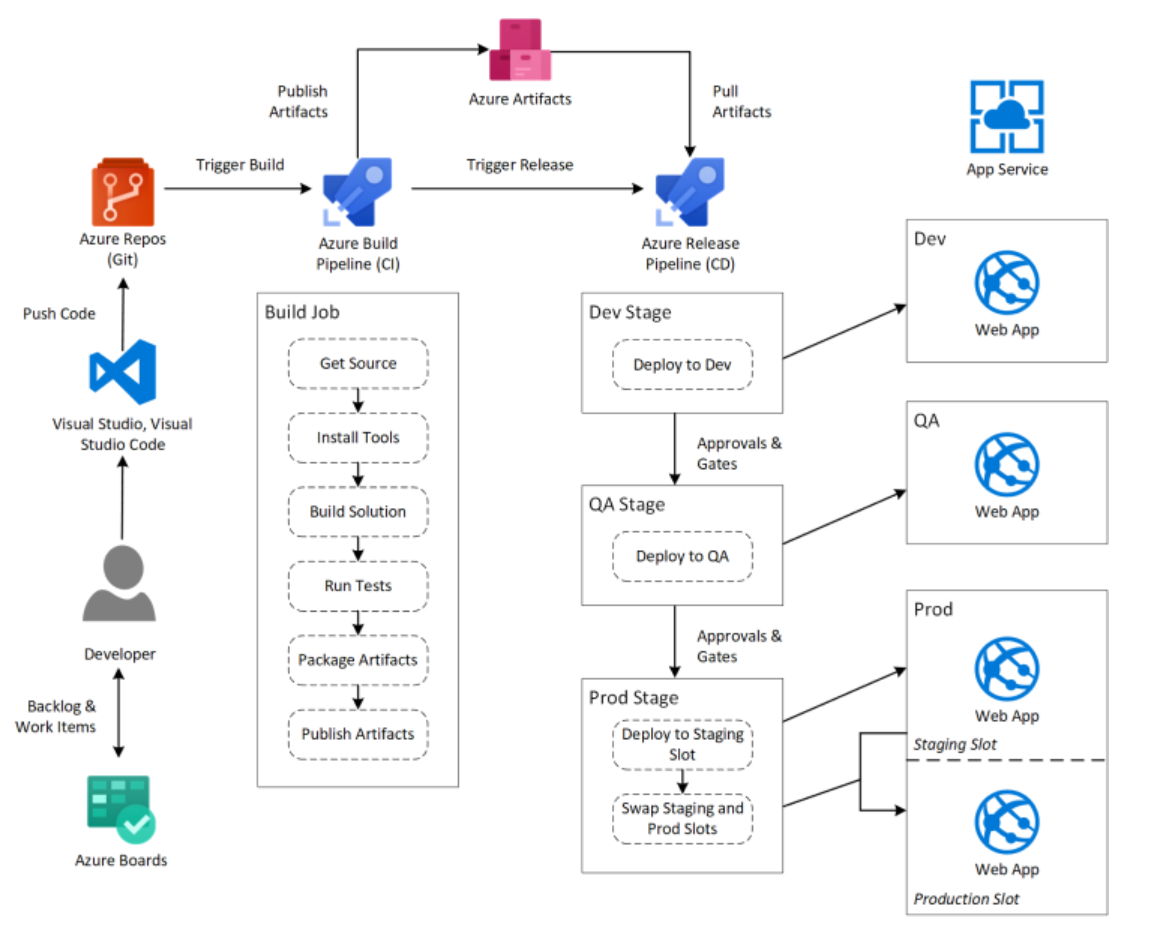 Azure Artifacts
Publish
Artifacts
Pull
Artifacts
App Service
Trigger Build
Trigger Release
Azure Repos
(Git)
Azure Build
Pipeline (CI)
Azure Release
Pipeline (CD)
Push Code
Visual Studio, Visual
Studio Code
Developer
Backlog &
Work Items
Azure Boards
Build Job
Get Source
Install Tools
Build Solution
Run Tests
Package Artifacts
Publish Artifacts
Dev Stage
Deploy to Dev
Approvals &
Gates
QA Stage
Deploy to QA
Approvals &
Gates
Prod Stage
Deploy to Staging
Slot
Swap Staging and
Prod Slots
Dev
Web App
QA
Web App
Prod
Web App
Staging Slot
Web App
Production Slot